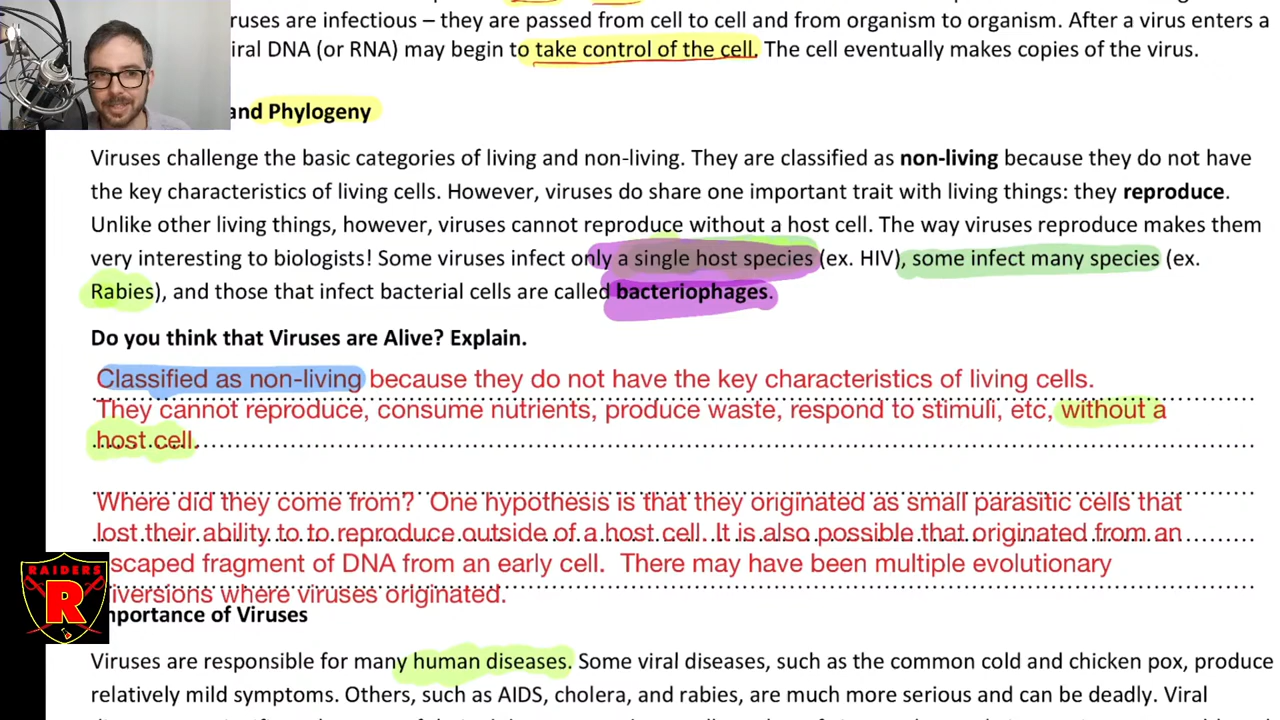 ruses are infectious – they are passed from cell to cell and from organism to organism. After a virus enters a
iral DNA (or RNA) may begin to take control of the cell. The cell eventually makes copies of the virus.
and Phylogeny
Viruses challenge the basic categories of living and non-living. They are classified as non-living because they do not have
the key characteristics of living cells. However, viruses do share one important trait with living things: they reproduce.
Unlike other living things, however, viruses cannot reproduce without a host cell. The way viruses reproduce makes them
very interesting to biologists! Some viruses infect only a single host species (ex. HIV), some infect many species (ex.
Rabies), and those that infect bacterial cells are called bacteriophages.
Do you think that Viruses are Alive? Explain.
Classified as non-living because they do not have the key characteristics of living cells.
They cannot reproduce, consume nutrients, produce waste, respond to stimuli, etc, without a
host cell.
Where did they come from? One hypothesis is that they originated as small parasitic cells that
lost their ability to to reproduce outside of a host cell. It is also possible that originated from an
scaped fragment of DNA from an early cell. There may have been multiple evolutionary
iversions where viruses originated.
RAIDERS
R
mportance of Viruses
Viruses are responsible for many human diseases. Some viral diseases, such as the common cold and chicken pox, produce
relatively mild symptoms. Others, such as AIDS, cholera, and rabies, are much more serious and can be deadly. Viral